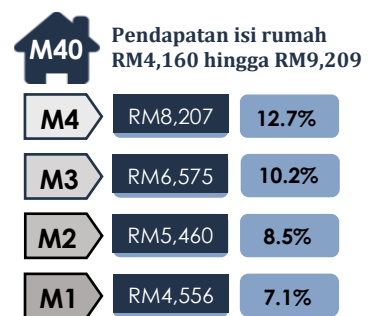 M40
Pendapatan isi rumah
RM4,160 hingga RM9,209
M4 RM8,207 12.7%
M3 RM6,575 10.2%
M2 RM5,460 8.5%
M1 RM4,556 7.1%